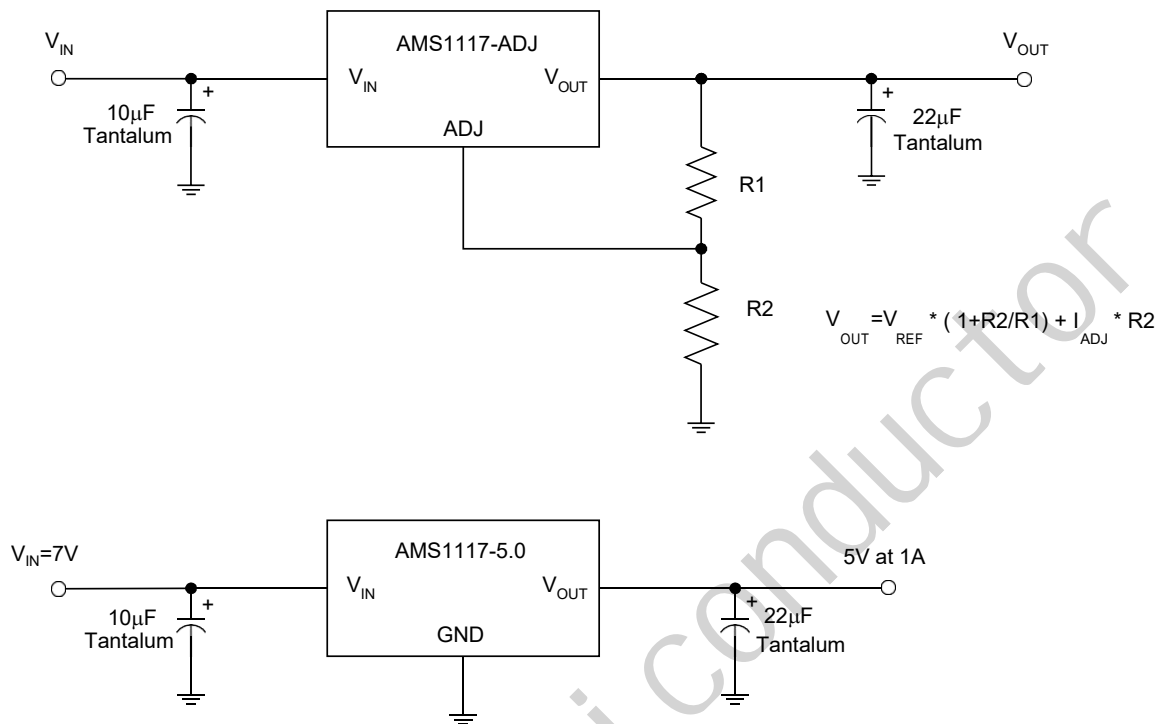 V_IN
AMS1117-ADJ
V_OUT
V_IN
V_OUT
+
10μF
Tantalum
ADJ
+
22μF
Tantalum
R1
R2
V_OUT =V_REF * ( 1+R2/R1) + I_ADJ * R2
V_IN=7V
AMS1117-5.0
5V at 1A
V_IN
V_OUT
+
10μF
Tantalum
GND
+
22μF
Tantalum
i conductor